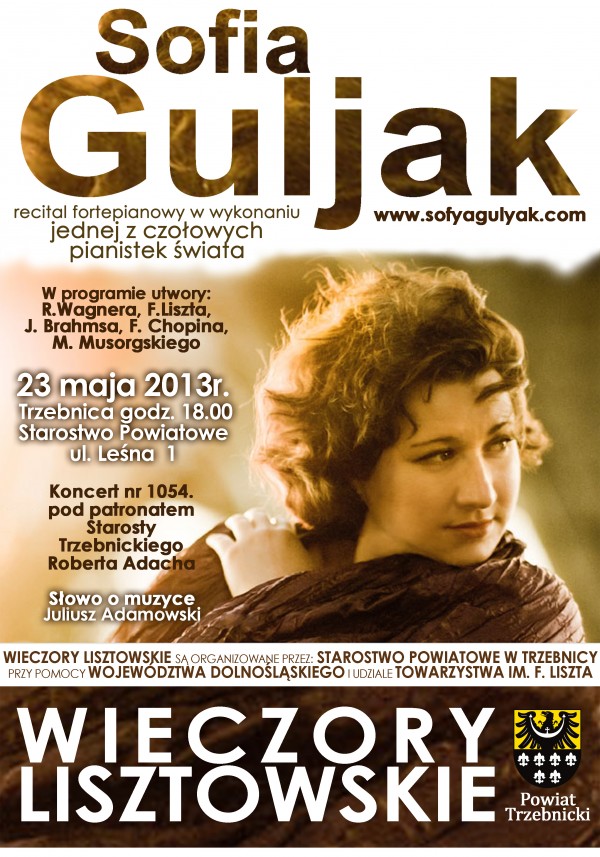 Sofia
Guljak
recital fortepianowy w wykonaniu
jednej z czołowych
pianistek świata
www.sofyagulyak.com
W programie utwory:
R.Wagnera, F.Liszta,
J. Brahmsa, F. Chopina,
M. Musorgskiego
23 maja 2013r.
Trzebnica godz. 18.00
Starostwo Powiatowe
ul. Leśna 1
Koncert nr 1054.
pod patronatem
Starosty
Trzebnickiego
Roberta Adacha
Słowo o muzyce
Juliusz Adamowski
WIECZORY LISZTOWSKIE SĄ ORGANIZOWANE PRZEZ: STAROSTWO POWIATOWE W TRZEBNICY
PRZY POMOCY WOJEWÓDZTWA DOLNOŚLĄSKIEGO I UDZIALE TOWARZYSTWA IM. F. LISZTA
WIECZORY
LISZTOWSKIE
Powiat
Trzebnicki